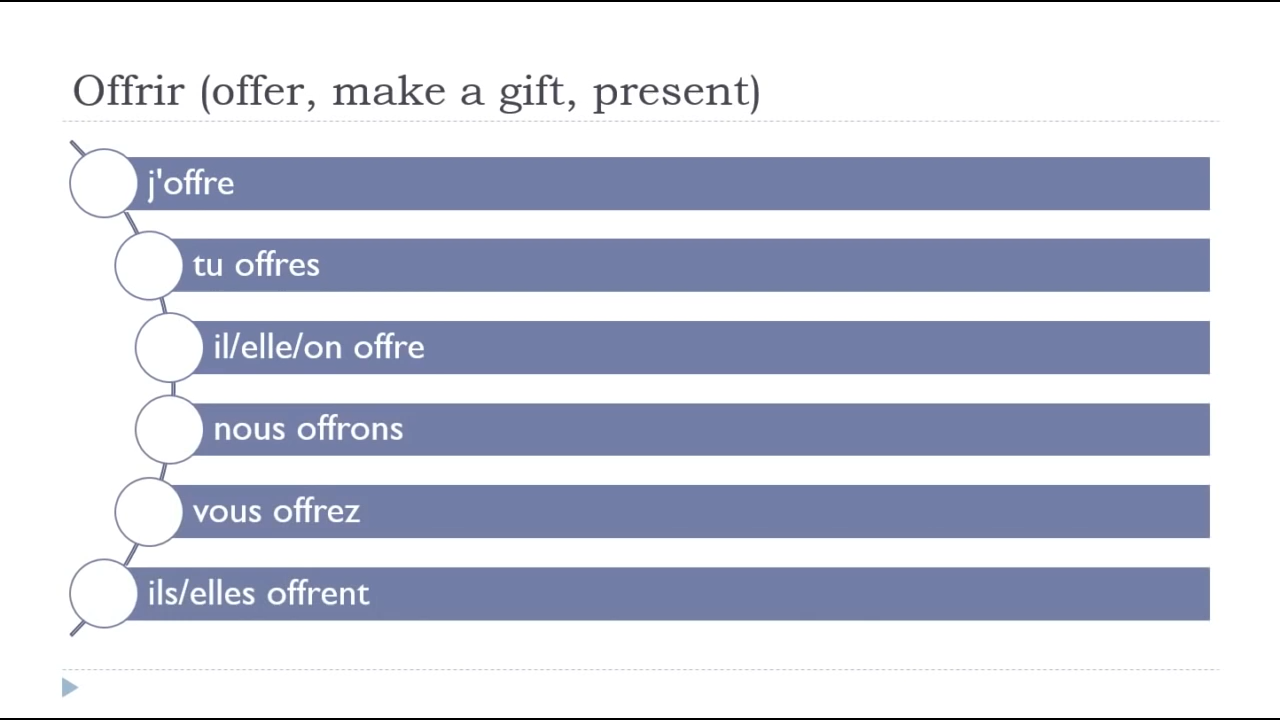 Offrir (offer, make a gift, present)
j'offre
tu offres
il/elle/on offre
nous offrons
vous offrez
ils/elles offrent